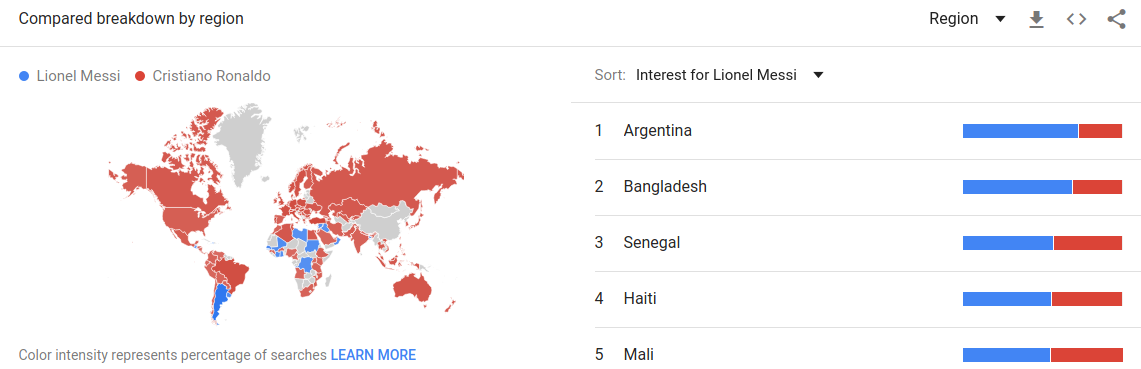 Compared breakdown by region
Region
Lionel Messi Cristiano Ronaldo
Sort: Interest for Lionel Messi
1 Argentina
2 Bangladesh
3 Senegal
4 Haiti
5 Mali
Color intensity represents percentage of searches LEARN MORE